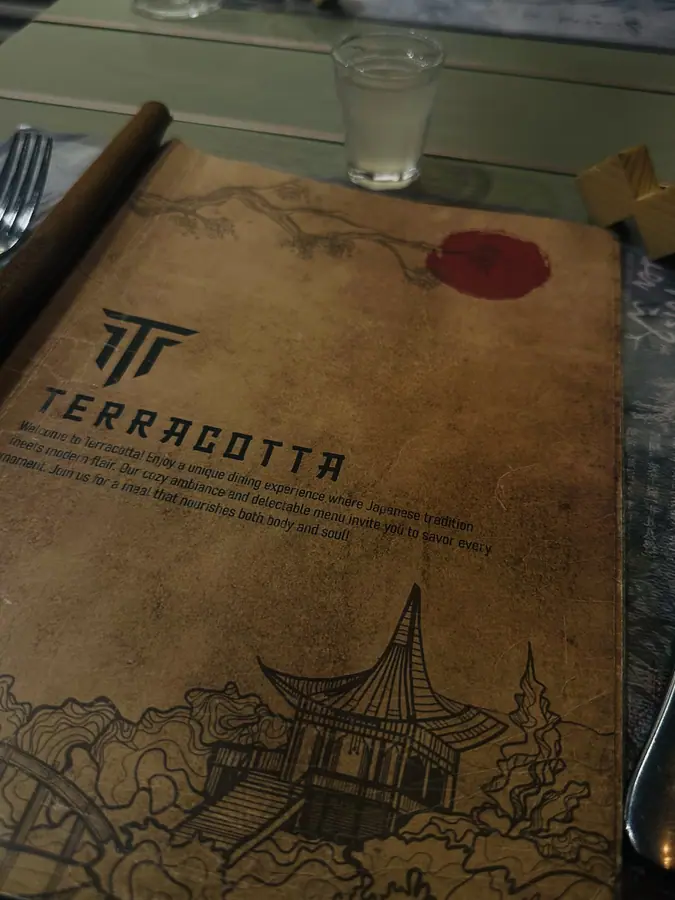 TERRACOTTA
Welcome to Terracotta! Enjoy a unique dining experience where Japanese tradition
meets modern flair. Our cozy ambiance and delectable menu invite you to savor every
moment. Join us for a meal that nourishes both body and soul!